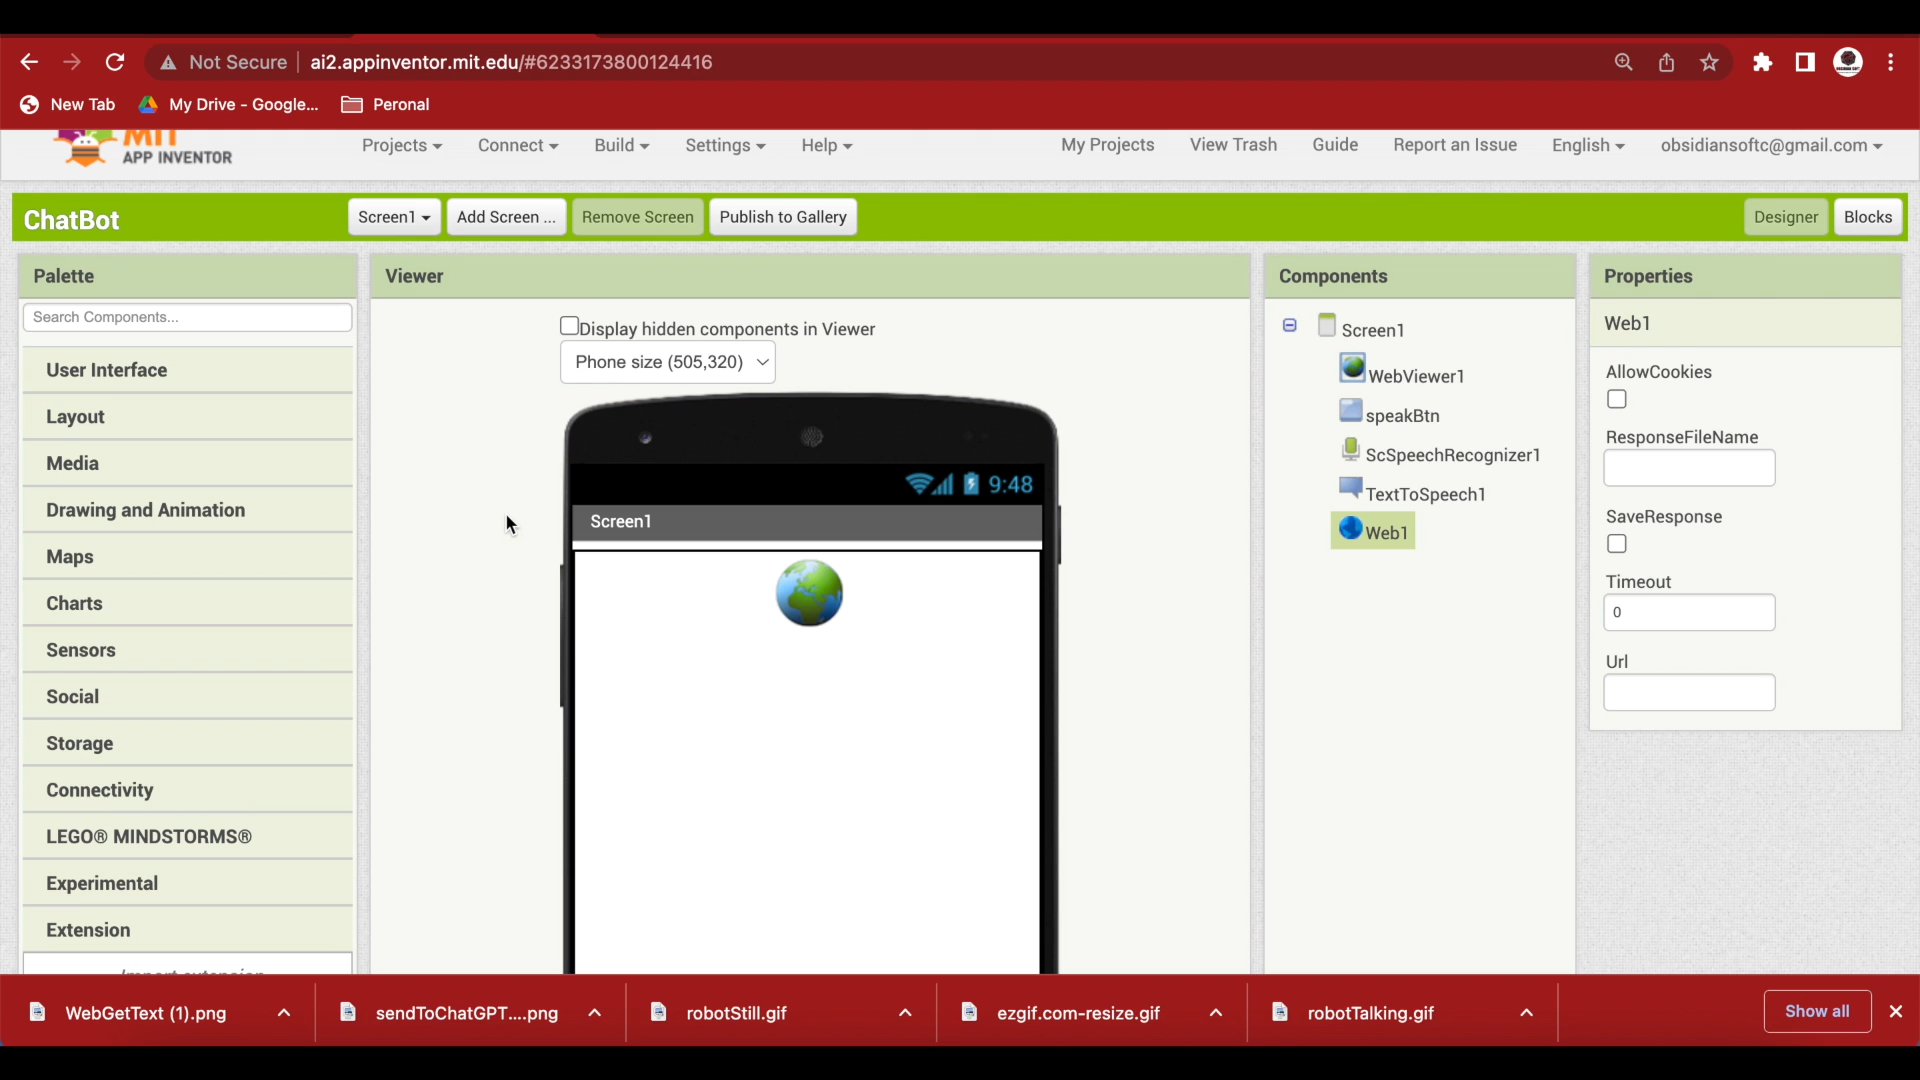 Not Secure | ai2.appinventor.mit.edu/#6233173800124416
New Tab My Drive - Google... Peronal
MIT
APP INVENTOR
Projects Connect Build Settings Help My Projects View Trash Guide Report an Issue English obsidiansoftc@gmail.com
ChatBot Screen1 Add Screen ... Remove Screen Publish to Gallery Designer Blocks
Palette
Search Components...
User Interface
Layout
Media
Drawing and Animation
Maps
Charts
Sensors
Social
Storage
Connectivity
LEGO® MINDSTORMS®
Experimental
Extension
Import extension
Viewer
Display hidden components in Viewer
Phone size (505,320)
9:48
Screen1
Components
Screen1
WebViewer1
speakBtn
ScSpeechRecognizer1
TextToSpeech1
Web1
Properties
Web1
AllowCookies
ResponseFileName
SaveResponse
Timeout
0
Url
WebGetText (1).png sendToChatGPT....png robotStill.gif ezgif.com-resize.gif robotTalking.gif Show all